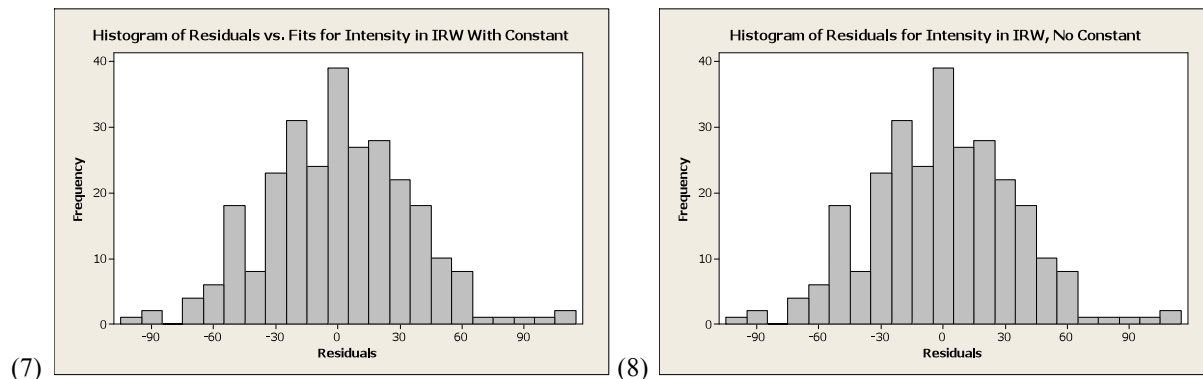 Histogram of Residuals vs. Fits for Intensity in IRW With Constant
40
30
20
10
0
Frequency
-90 -60 -30 0 30 60 90
Residuals
(7)
Histogram of Residuals for Intensity in IRW, No Constant
40
30
20
10
0
Frequency
-90 -60 -30 0 30 60 90
Residuals
(8)